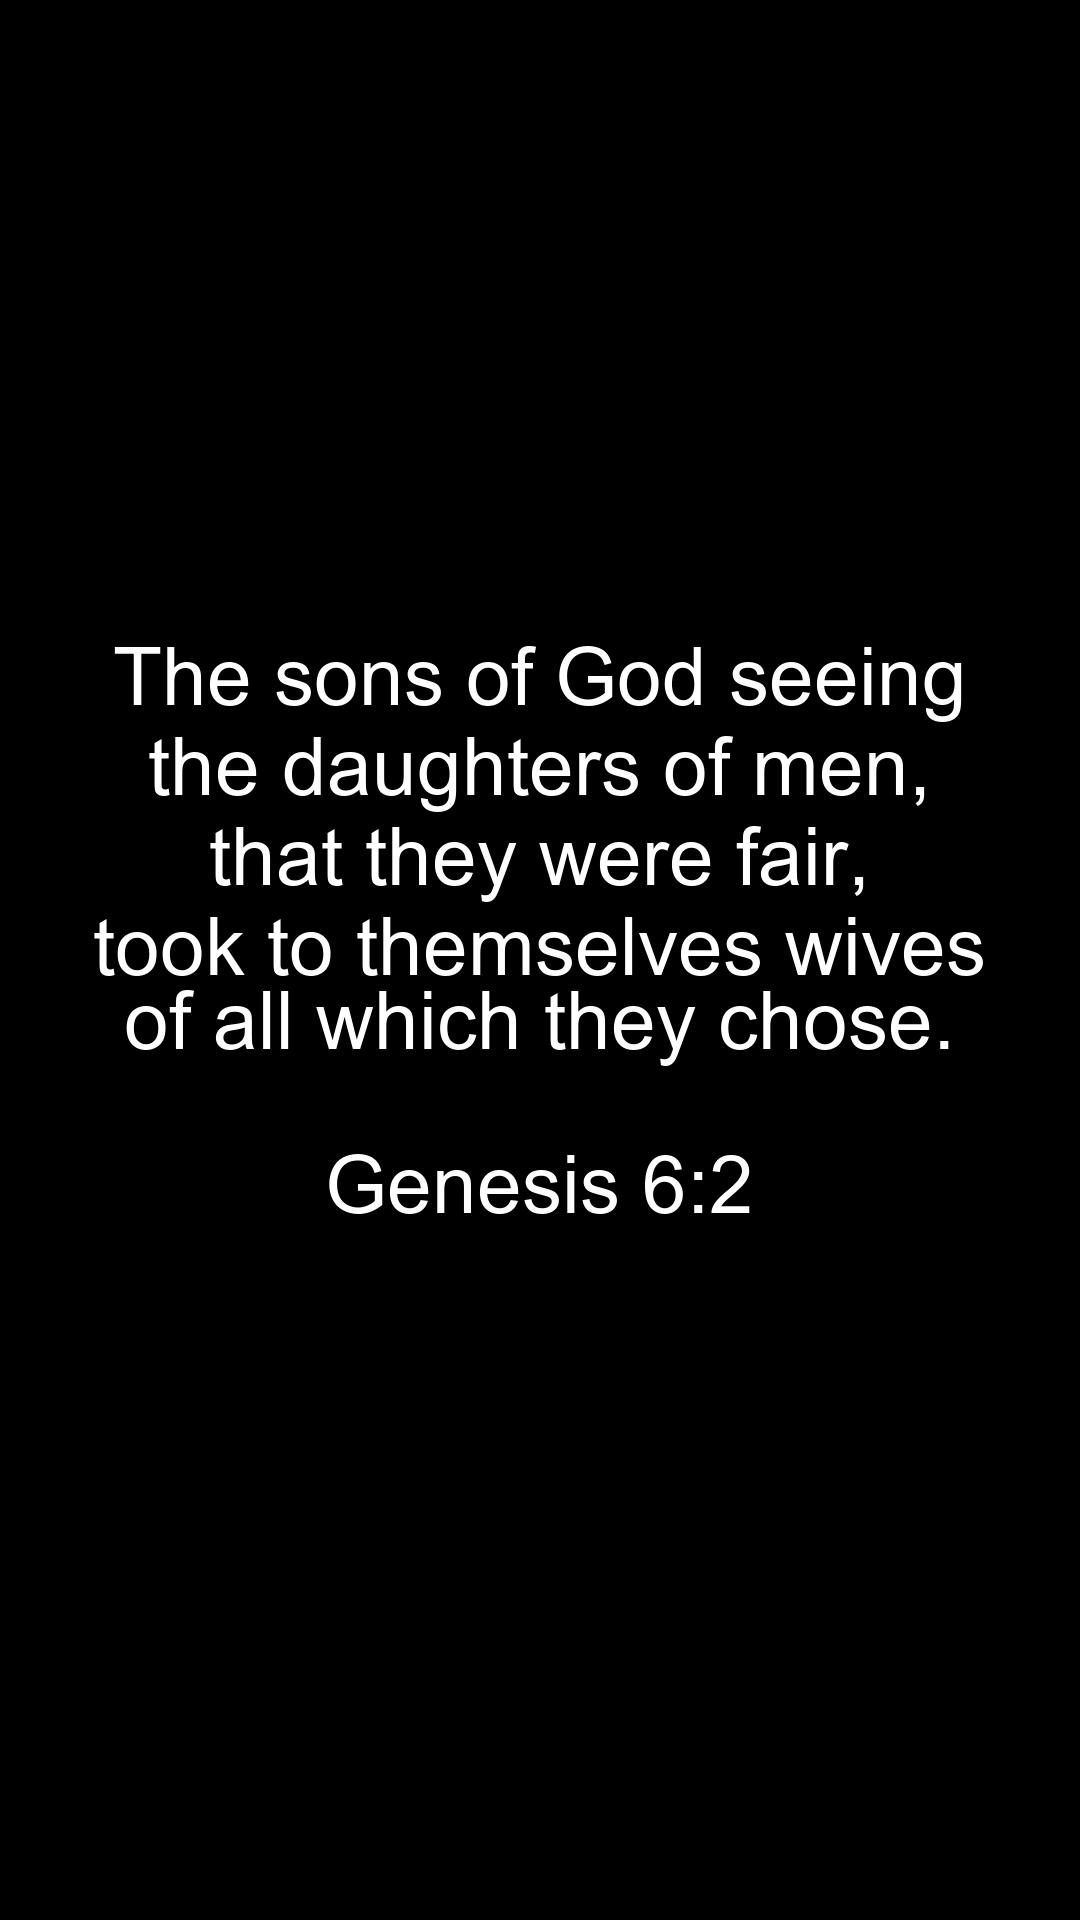 The sons of God seeing
the daughters of men,
that they were fair,
took to themselves wives
of all which they chose.
Genesis 6:2